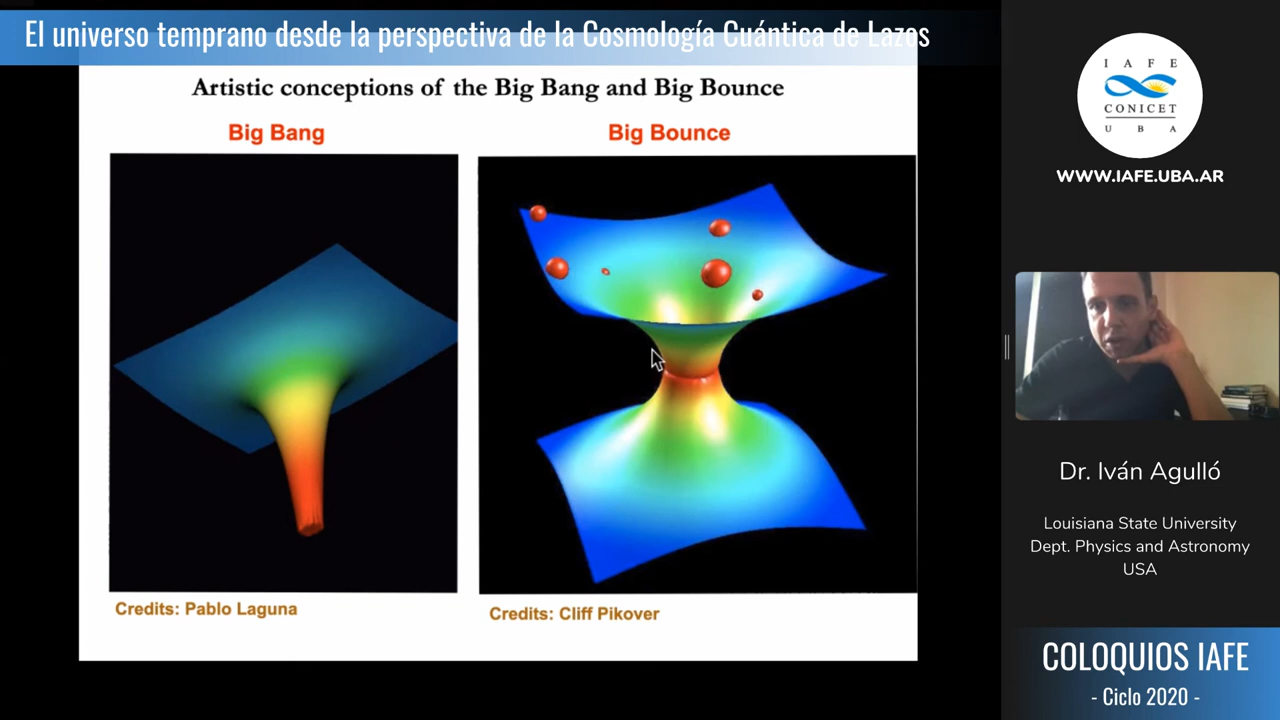 El universo temprano desde la perspectiva de la Cosmología Cuántica de Lazos
Artistic conceptions of the Big Bang and Big Bounce
Big Bang
Big Bounce
Credits: Pablo Laguna
Credits: Cliff Pikover
I A F E
CONICET
U B A
WWW.IAFE.UBA.AR
Dr. Iván Agulló
Louisiana State University
Dept. Physics and Astronomy
USA
COLOQUIOS IAFE
- Ciclo 2020 -